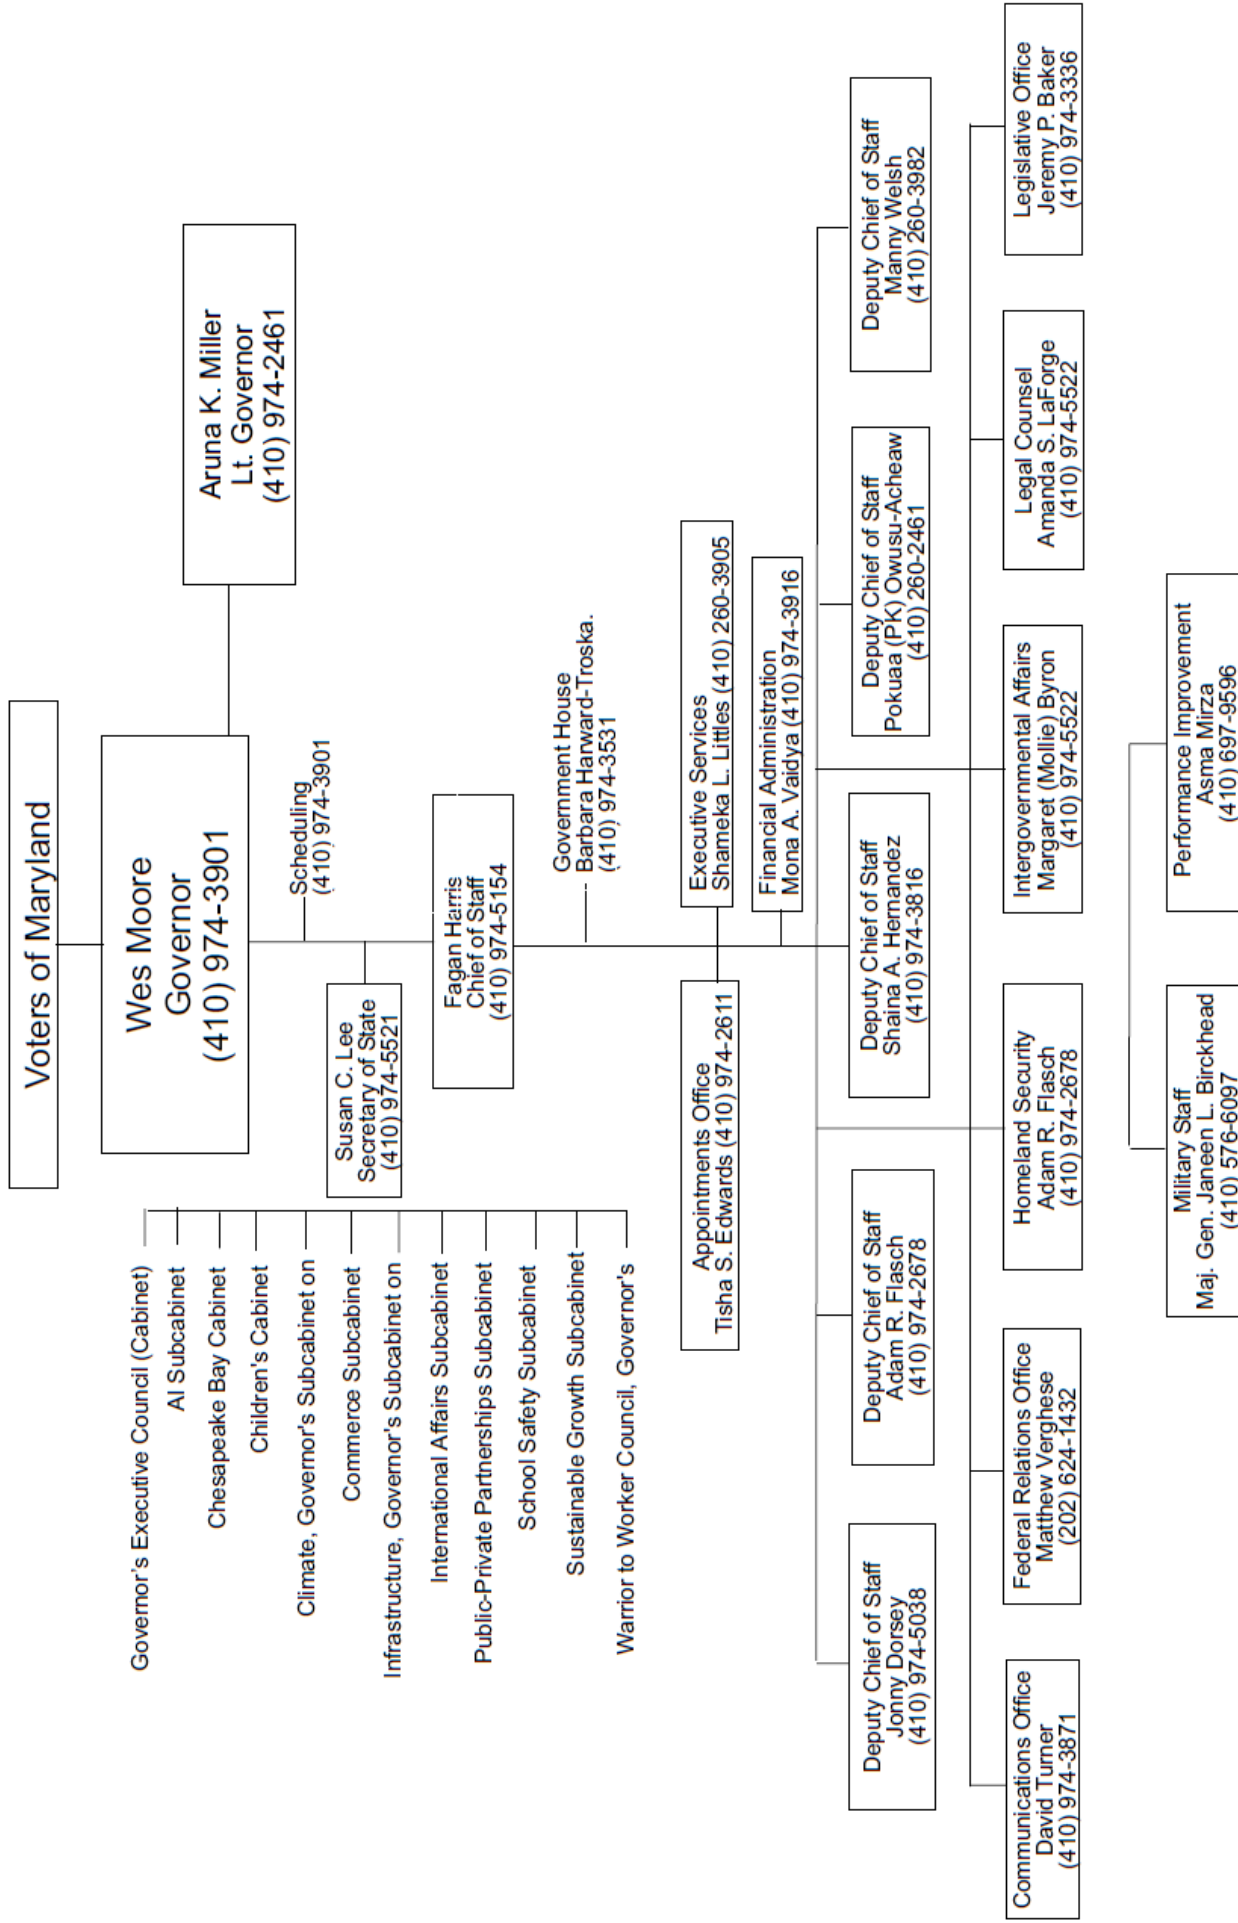 Voters of Maryland
Wes Moore
Governor
(410) 974-3901
Aruna K. Miller
Lt. Governor
(410) 974-2461
Governor's Executive Council (Cabinet)
AI Subcabinet
Chesapeake Bay Cabinet
Children's Cabinet
Climate, Governor's Subcabinet on
Commerce Subcabinet
Infrastructure, Governor's Subcabinet on
International Affairs Subcabinet
Public-Private Partnerships Subcabinet
School Safety Subcabinet
Sustainable Growth Subcabinet
Warrior to Worker Council, Governor's
Scheduling
(410) 974-3901
Susan C. Lee
Secretary of State
(410) 974-5521
Fagan Harris
Chief of Staff
(410) 974-5154
Government House
Barbara Harward-Troska.
(410) 974-3531
Appointments Office
Tisha S. Edwards (410) 974-2611
Executive Services
Shameka L. Littles (410) 260-3905
Financial Administration
Mona A. Vaidya (410) 974-3916
Deputy Chief of Staff
Jonny Dorsey
(410) 974-5038
Deputy Chief of Staff
Adam R. Flasch
(410) 974-2678
Deputy Chief of Staff
Shaina A. Hernandez
(410) 974-3816
Deputy Chief of Staff
Pokuaa (PK) Owusu-Acheaw
(410) 260-2461
Deputy Chief of Staff
Manny Welsh
(410) 260-3982
Communications Office
David Turner
(410) 974-3871
Federal Relations Office
Matthew Verghese
(202) 624-1432
Homeland Security
Adam R. Flasch
(410) 974-2678
Intergovernmental Affairs
Margaret (Mollie) Byron
(410) 974-5522
Legal Counsel
Amanda S. LaForge
(410) 974-5522
Legislative Office
Jeremy P. Baker
(410) 974-3336
Military Staff
Maj. Gen. Janeen L. Birckhead
(410) 576-6097
Performance Improvement
Asma Mirza
(410) 697-9596